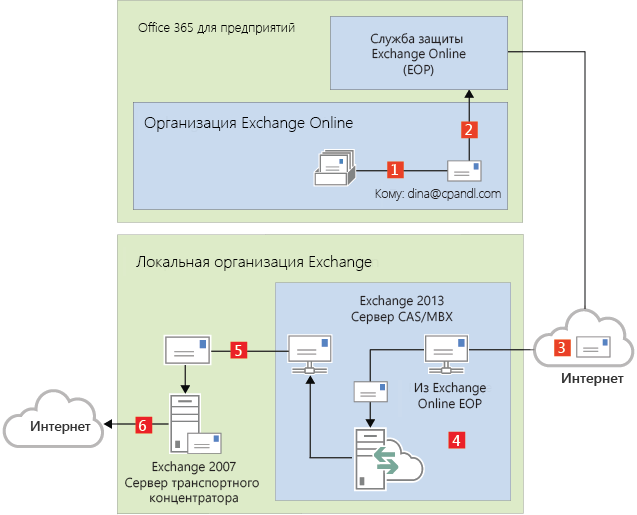 Office 365 для предприятий
Служба защиты
Exchange Online
(EOP)
Организация Exchange Online
2
1
Кому: dina@cpandl.com
Локальная организация Exchange
Exchange 2013
Сервер CAS/MBX
5
3
Интернет
Из Exchange
Online EOP
4
Интернет
6
Exchange 2007
Сервер транспортного
концентратора